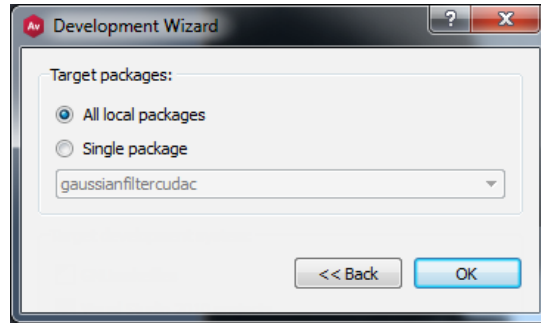 Av Development Wizard ?
Target packages:
All local packages
Single package
gaussianfiltercudac
<< Back OK